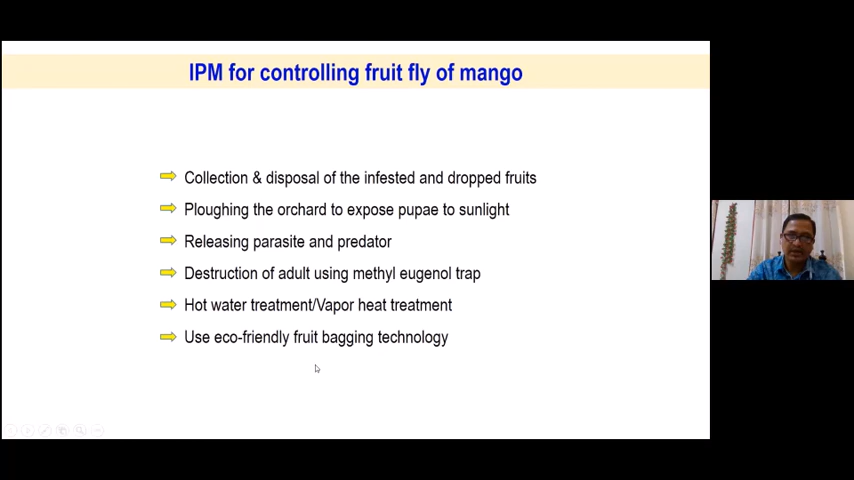 IPM for controlling fruit fly of mango
Collection & disposal of the infested and dropped fruits
Ploughing the orchard to expose pupae to sunlight
Releasing parasite and predator
Destruction of adult using methyl eugenol trap
Hot water treatment/Vapor heat treatment
Use eco-friendly fruit bagging technology